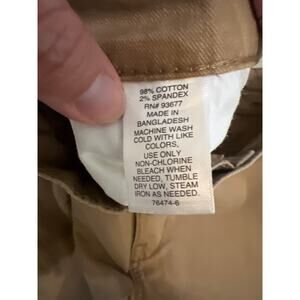 98% COTTON
2% SPANDEX
RN# 93677
MADE IN
BANGLADESH
MACHINE WASH
COLD WITH LIKE
COLORS,
USE ONLY
NON-CHLORINE
BLEACH WHEN
NEEDED, TUMBLE
DRY LOW, STEAM
IRON AS NEEDED.
76474-6